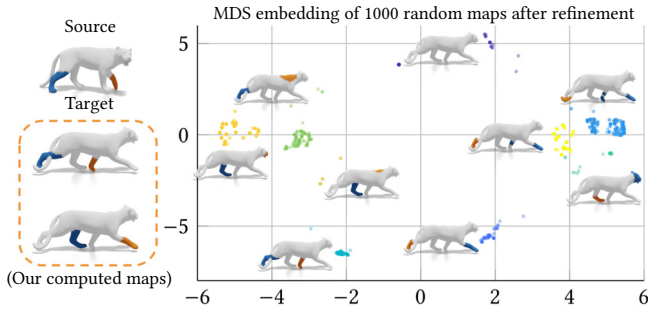 MDS embedding of 1000 random maps after refinement
Source
Target
(Our computed maps)
5
0
−5
−6 −4 −2 0 2 4 6